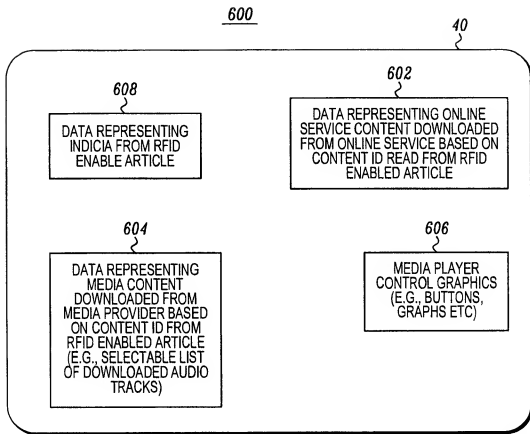 600
40
608
DATA REPRESENTING
INDICIA FROM RFID
ENABLE ARTICLE
602
DATA REPRESENTING ONLINE
SERVICE CONTENT DOWNLOADED
FROM ONLINE SERVICE BASED ON
CONTENT ID READ FROM RFID
ENABLED ARTICLE
604
DATA REPRESENTING
MEDIA CONTENT
DOWNLOADED FROM
MEDIA PROVIDER BASED
ON CONTENT ID FROM
RFID ENABLED ARTICLE
(E.G., SELECTABLE LIST
OF DOWNLOADED AUDIO
TRACKS)
606
MEDIA PLAYER
CONTROL GRAPHICS
(E.G., BUTTONS,
GRAPHS ETC)